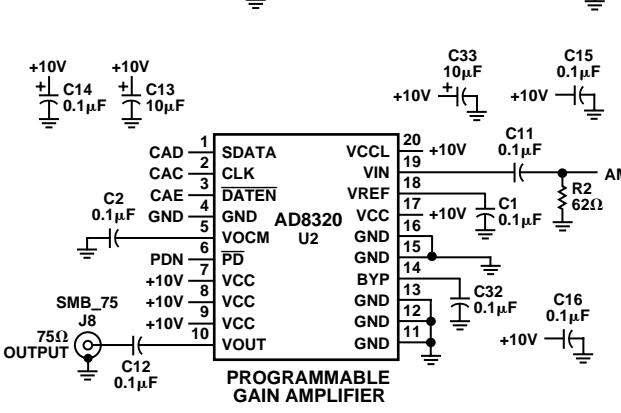 +10V
C14
0.1μF
+
+10V
C13
10μF
+
C33
10μF
+10V
+
C15
0.1μF
+10V
CAD 1 SDATA
CAC 2 CLK
CAE 3 DATEN
GND 4 GND
C2
0.1μF
5 VOCM
PDN 6 PD
+10V 7 VCC
+10V 8 VCC
+10V 9 VCC
10 VOUT
AD8320
U2
VCCL 20 +10V
VIN 19
VREF 18
VCC 17 +10V
GND 16
GND 15
BYP 14
GND 13
GND 12
GND 11
C11
0.1μF
R2
62Ω
C1
0.1μF
C32
0.1μF
C16
0.1μF
+10V
SMB_75
J8
75Ω
OUTPUT
C12
0.1μF
PROGRAMMABLE
GAIN AMPLIFIER